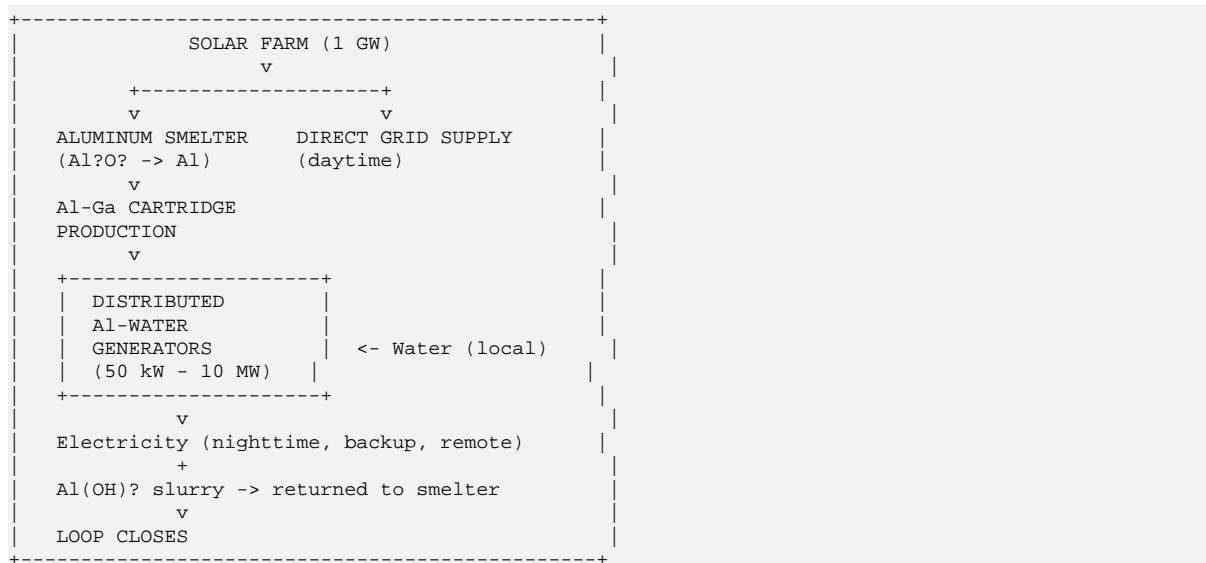 +-----------------------------------------------+
| SOLAR FARM (1 GW) |
| v |
| +--------------------+ |
| v v |
| ALUMINUM SMELTER DIRECT GRID SUPPLY |
| (Al?O? -> Al) (daytime) |
| v |
| Al-Ga CARTRIDGE |
| PRODUCTION |
| v |
| +---------------------+ |
| | DISTRIBUTED | |
| | Al-WATER | |
| | GENERATORS | <- Water (local) |
| | (50 kW - 10 MW) | |
| +---------------------+ |
| v |
| Electricity (nighttime, backup, remote) |
| + |
| Al(OH)? slurry -> returned to smelter |
| v |
| LOOP CLOSES |
+-----------------------------------------------+